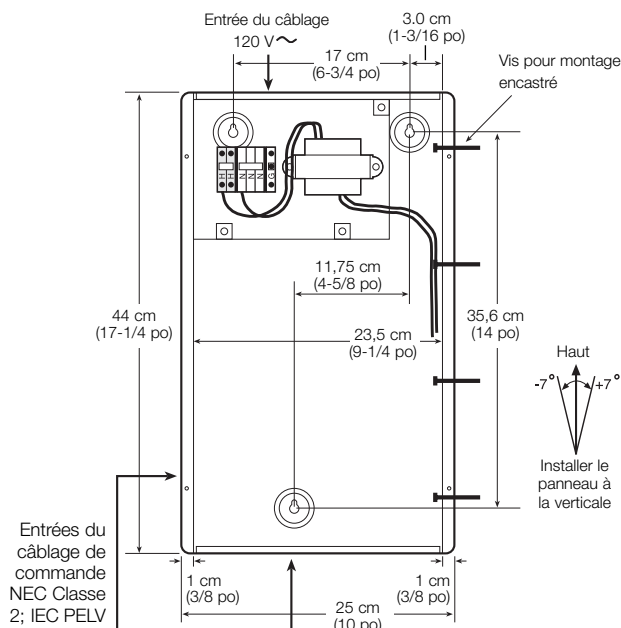 Entrée du câblage
120 V～
3.0 cm
(1-3/16 po)
17 cm
(6-3/4 po)
Vis pour montage
encastré
H
H
N
N
N
G
11,75 cm
(4-5/8 po)
44 cm
(17-1/4 po)
35,6 cm
(14 po)
23,5 cm
(9-1/4 po)
Haut
-7°
+7°
Installer le
panneau à
la verticale
Entrées du
câblage de
commande
NEC Classe
2; IEC PELV
1 cm
(3/8 po)
1 cm
(3/8 po)
25 cm
(10 po)